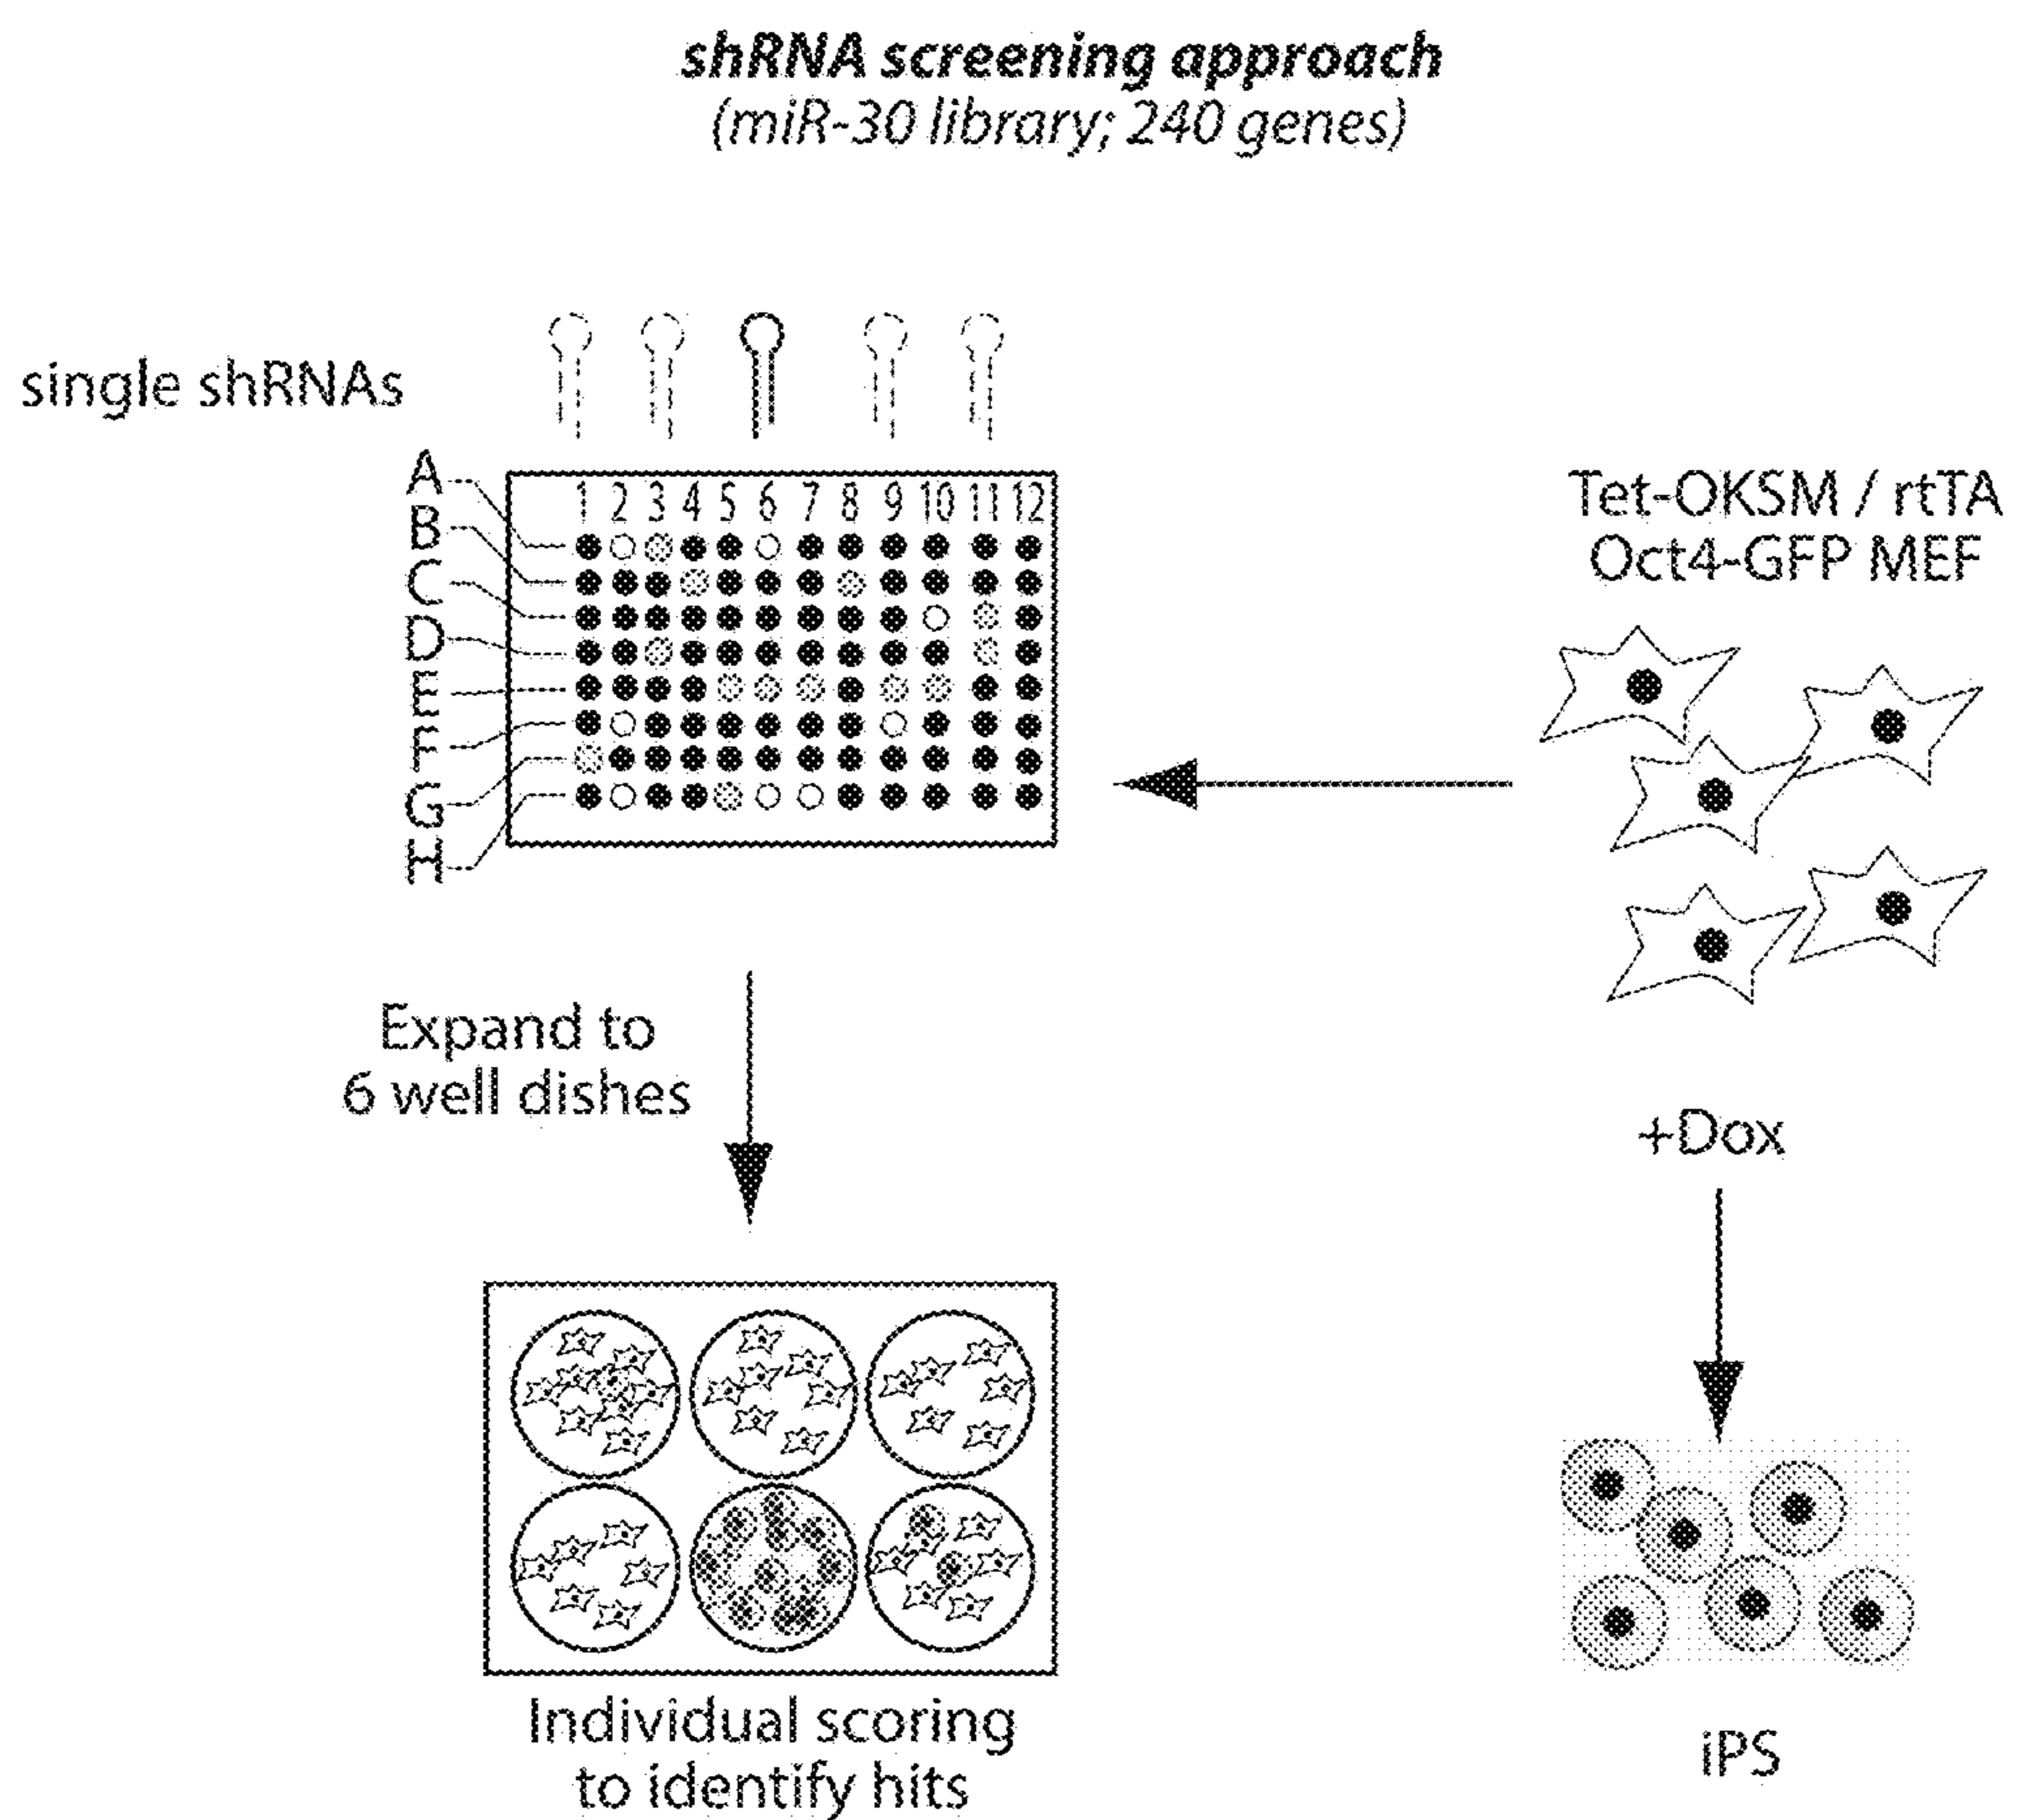 shRNA screening approach
(miR-30 library; 240 genes)
single shRNAs
A
B
C
D
E
F
G
H
1 2 3 4 5 6 7 8 9 10 11 12
Tet-OKSM / rtTA
Oct4-GFP MEF
Expand to
6 well dishes
+Dox
Individual scoring
to identify hits
iPS